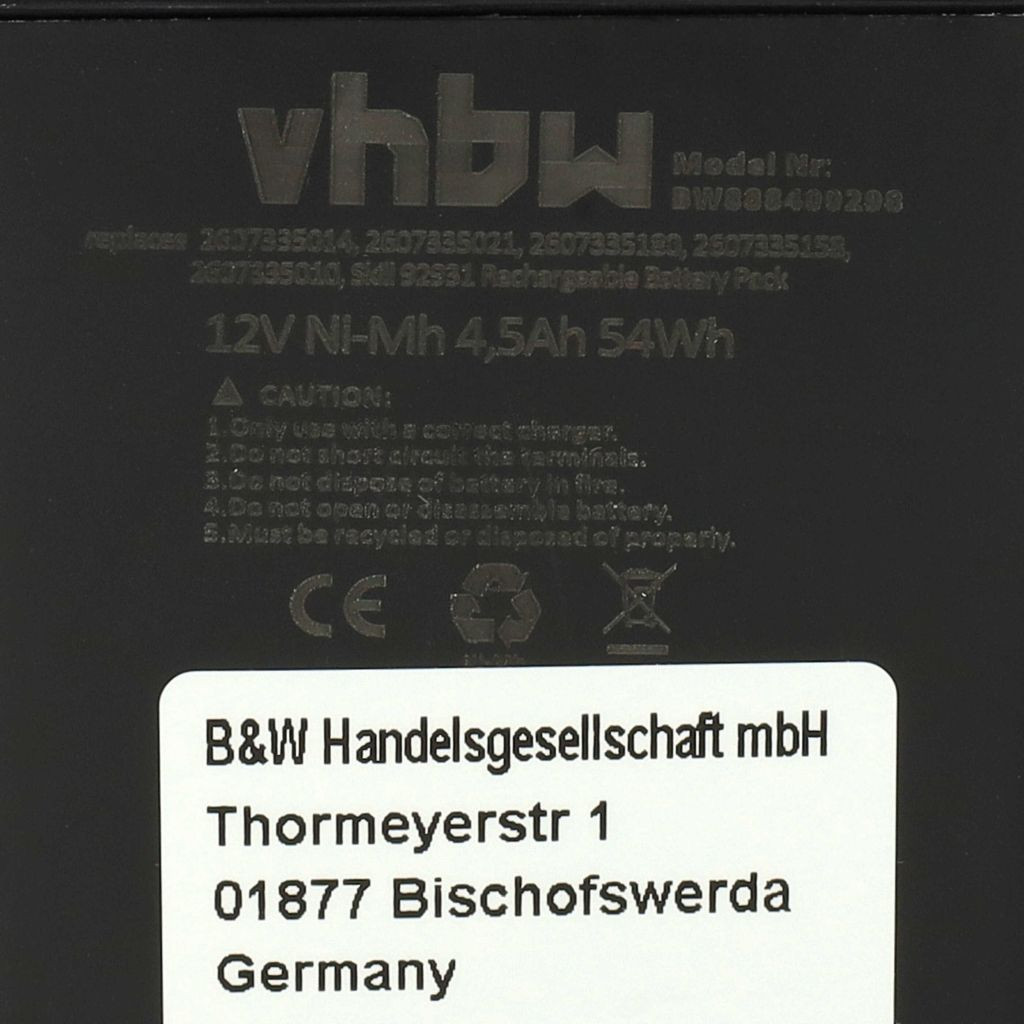 vhbw
Model Nr:
BW888400298
replaces 2607335014, 2607335021, 2607335180, 2607335158,
2607335010, Skil 92931 Rechargeable Battery Pack
12V Ni-Mh 4,5Ah 54Wh
CAUTION:
1.Only use with a correct charger.
2.Do not short circuit the terminals.
3.Do not dispose of battery in fire.
4.Do not open or disassemble battery.
5.Must be recycled or disposed of properly.
CE
B&W Handelsgesellschaft mbH
Thormeyerstr 1
01877 Bischofswerda
Germany